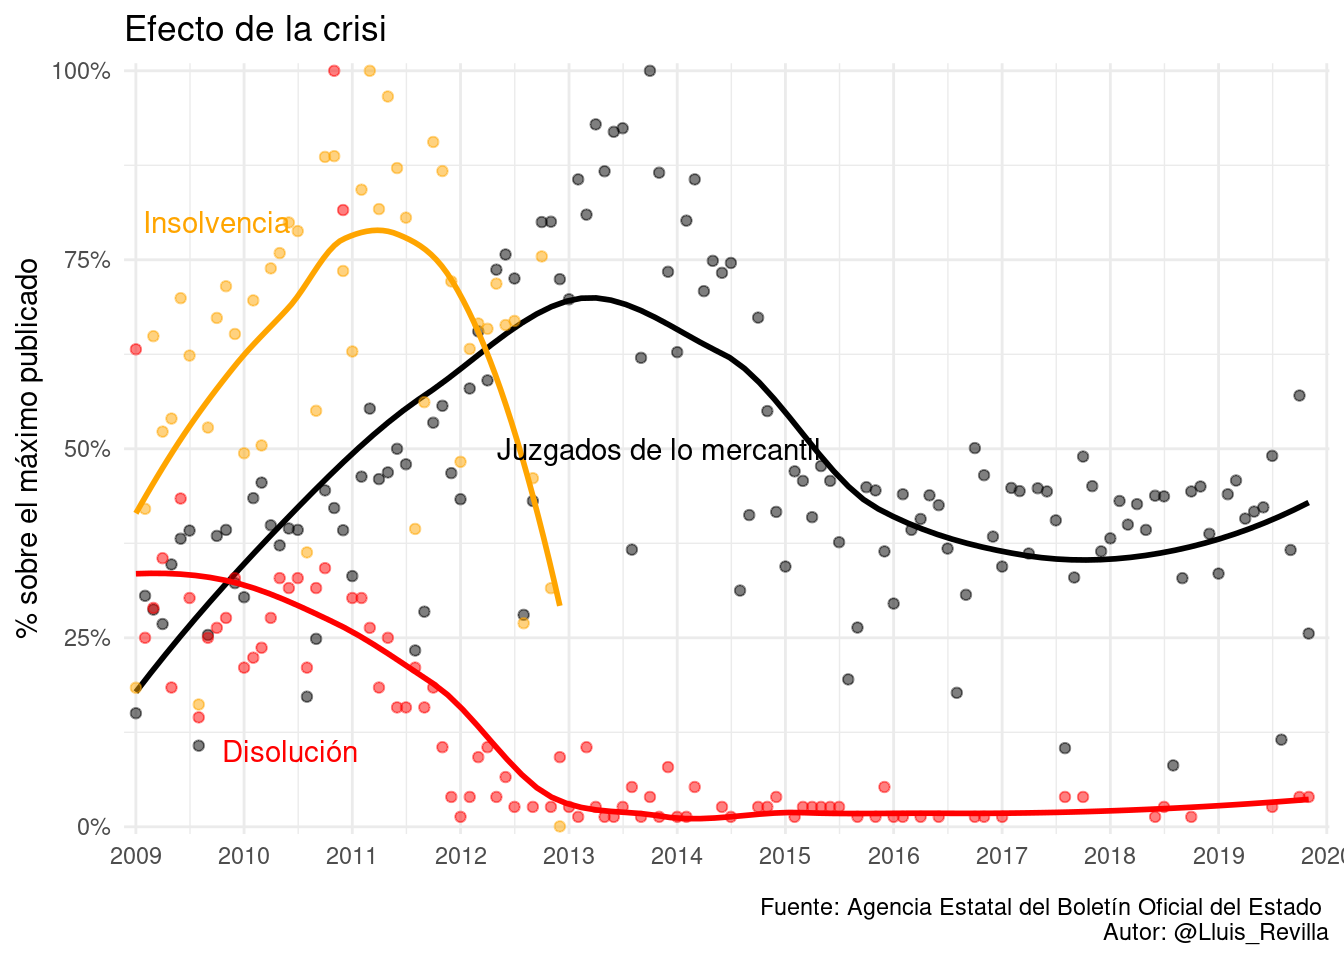 Efecto de la crisi
% sobre el máximo publicado
100%
75%
50%
25%
0%
Insolvencia
Juzgados de lo mercantil
Disolución
2009 2010 2011 2012 2013 2014 2015 2016 2017 2018 2019 2020
Fuente: Agencia Estatal del Boletín Oficial del Estado
Autor: @Lluis_Revilla